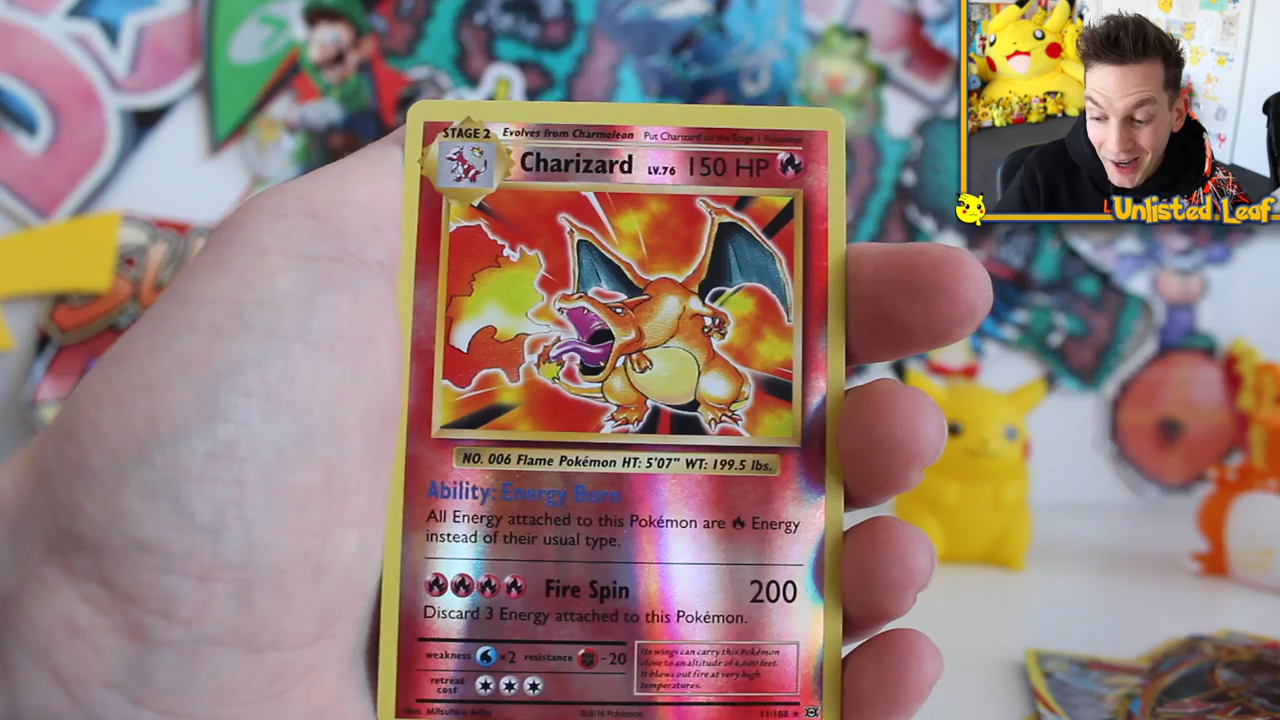 STAGE 2 Evolves from Charmeleon Put Charizard on the Stage 1 Pokémon
Charizard LV.76 150 HP
Unlisted Leaf
NO. 006 Flame Pokémon HT: 5'07" WT: 199.5 lbs.
Ability: Energy Burn
All Energy attached to this Pokémon are Energy
instead of their usual type.
Fire Spin 200
Discard 3 Energy attached to this Pokémon.
weakness ×2 resistance -20
retreat
cost
Its wings can carry this Pokémon
close to an altitude of 4,600 feet.
It blows out fire at very high
temperatures.
Illus. Mitsuhiro Arita ©2016 Pokémon 11/108